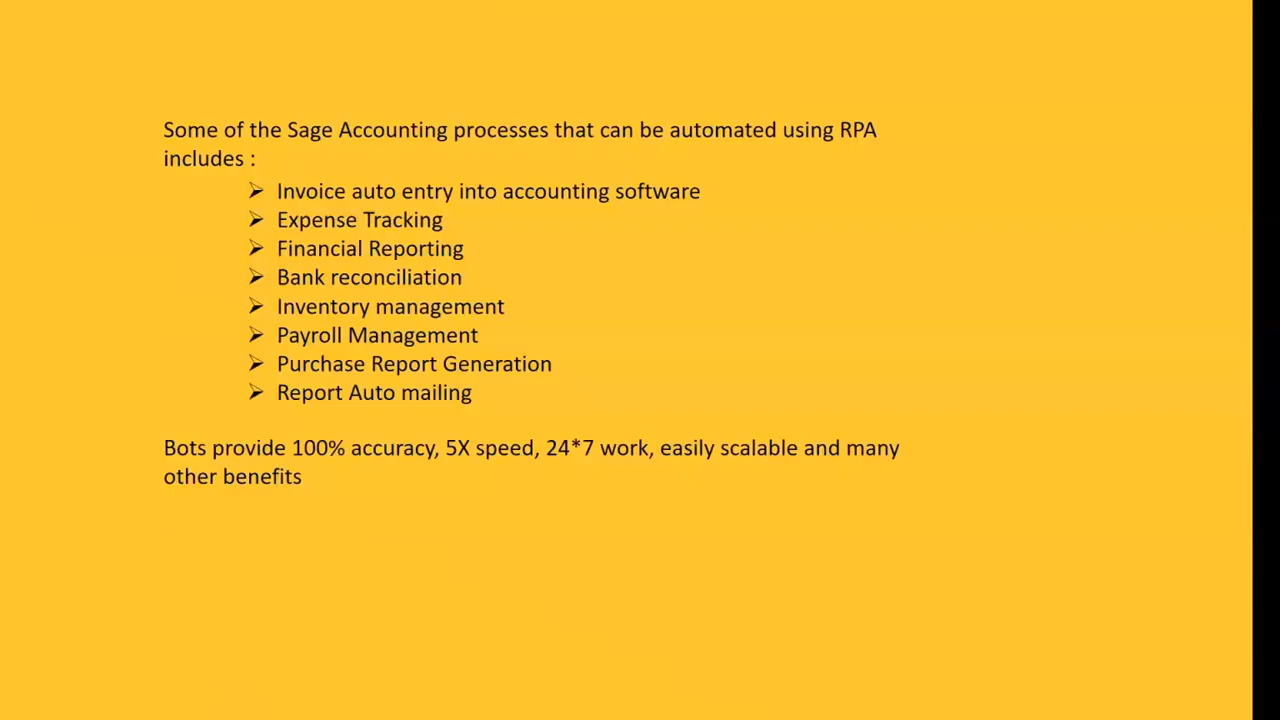 Some of the Sage Accounting processes that can be automated using RPA
includes :
➢ Invoice auto entry into accounting software
➢ Expense Tracking
➢ Financial Reporting
➢ Bank reconciliation
➢ Inventory management
➢ Payroll Management
➢ Purchase Report Generation
➢ Report Auto mailing
Bots provide 100% accuracy, 5X speed, 24*7 work, easily scalable and many
other benefits